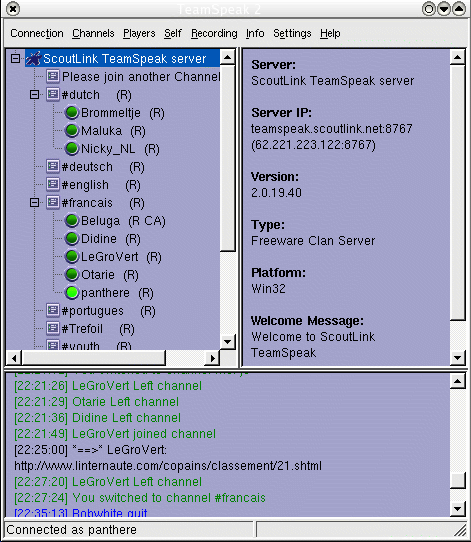 TeamSpeak 2
Connection Channels Players Self Recording Info Settings Help
ScoutLink TeamSpeak server
Please join another Channel
#dutch (R)
Brommeltje (R)
Maluka (R)
Nicky_NL (R)
#deutsch (R)
#english (R)
#francais (R)
Beluga (R CA)
Didine (R)
LeGroVert (R)
Otarie (R)
panthere (R)
#portugues (R)
#Trefoil (R)
#youth (R)
Server:
ScoutLink TeamSpeak server
Server IP:
teamspeak.scoutlink.net:8767
(62.221.223.122:8767)
Version:
2.0.19.40
Type:
Freeware Clan Server
Platform:
Win32
Welcome Message:
Welcome to ScoutLink
TeamSpeak
[22:21:26] LeGroVert Left channel
[22:21:29] Otarie Left channel
[22:21:36] Didine Left channel
[22:21:49] LeGroVert joined channel
[22:25:00] *==>* LeGroVert:
http://www.linternaute.com/copains/classement/21.shtml
[22:27:20] LeGroVert Left channel
[22:27:24] You switched to channel #francais
[22:35:13] Bobwhite quit
Connected as panthere